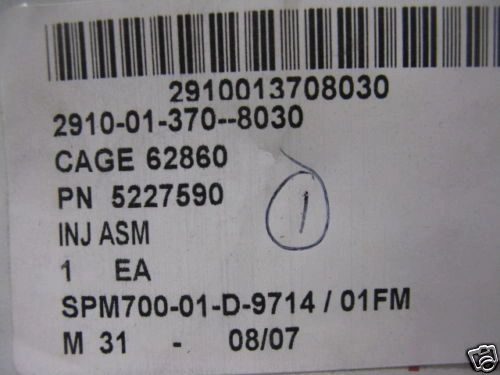 2910013708030
2910-01-370--8030
CAGE 62860
PN 5227590
INJ ASM
1 EA
SPM700-01-D-9714 / 01FM
M 31 - 08/07
1